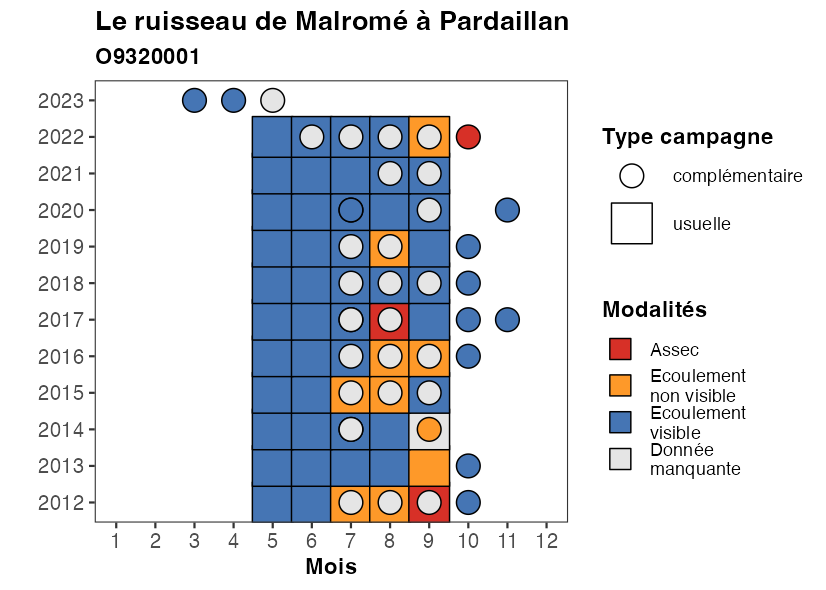 Le ruisseau de Malromé à Pardaillan
O9320001
2023
2022
2021
2020
2019
2018
2017
2016
2015
2014
2013
2012
1 2 3 4 5 6 7 8 9 10 11 12
Mois
Type campagne
complémentaire
usuelle
Modalités
Assec
Ecoulement
non visible
Ecoulement
visible
Donnée
manquante